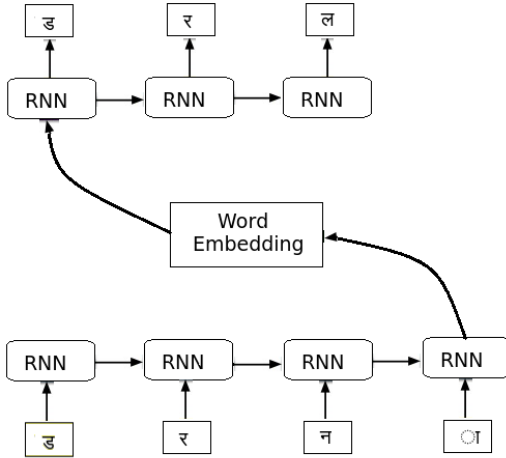 ड र ल
RNN RNN RNN
Word
Embedding
RNN RNN RNN RNN
ड र न ा